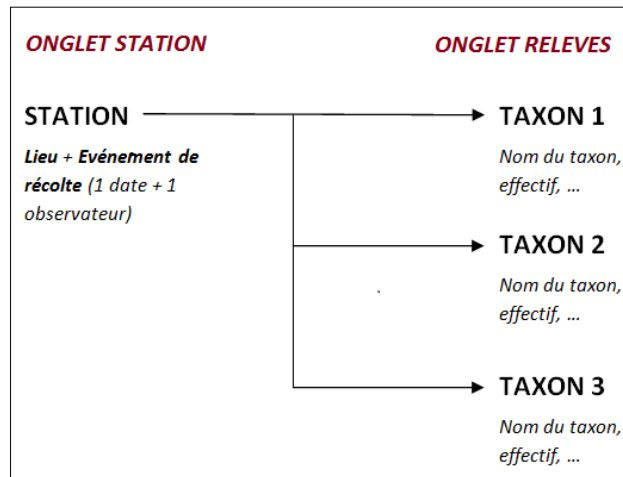 ONGLET STATION
ONGLET RELEVES
STATION
Lieu + Evénement de
récolte (1 date + 1
observateur)
TAXON 1
Nom du taxon,
effectif, ...
TAXON 2
Nom du taxon,
effectif, ...
TAXON 3
Nom du taxon,
effectif, ...